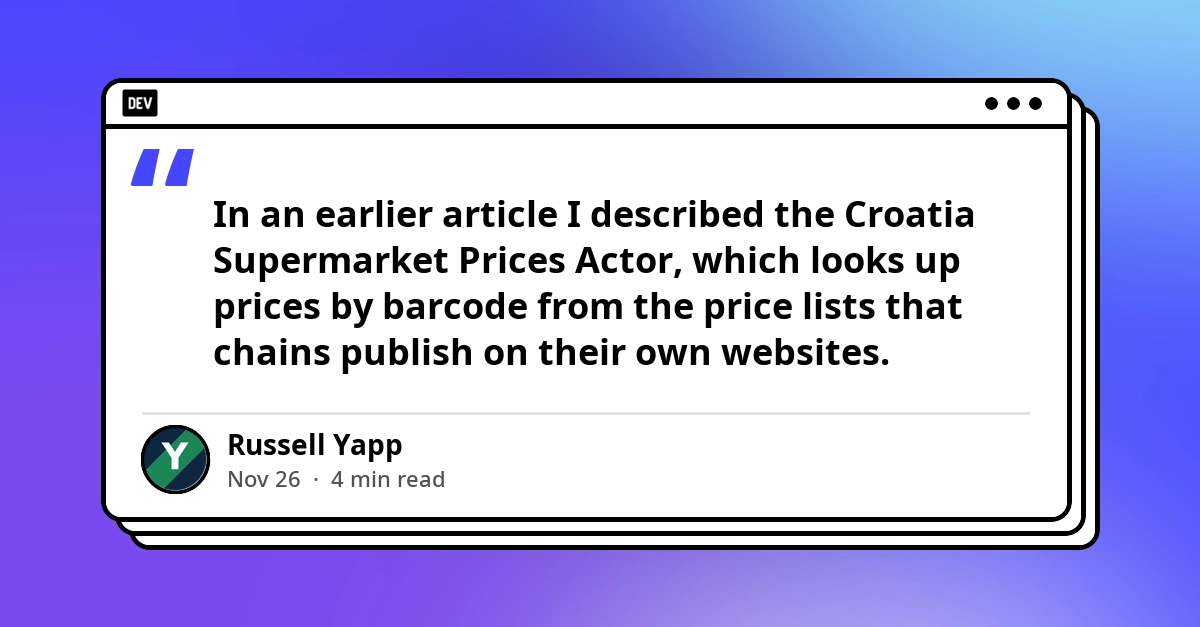 DEV
“
In an earlier article I described the Croatia
Supermarket Prices Actor, which looks up
prices by barcode from the price lists that
chains publish on their own websites.
Y
Russell Yapp
Nov 26 · 4 min read